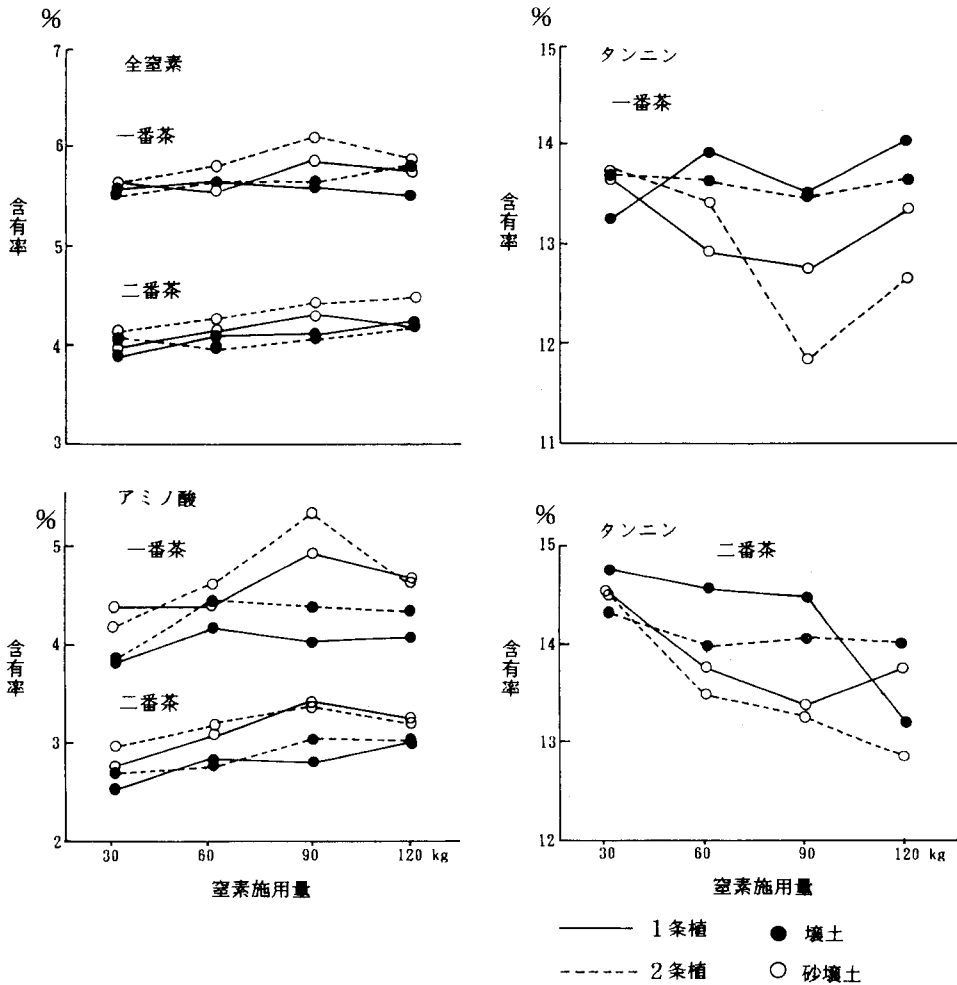 %
全窒素
一番茶
二番茶
含有率
7
6
5
4
3
%
タンニン
一番茶
15
14
13
12
11
%
アミノ酸
一番茶
二番茶
含有率
5
4
3
2
30 60 90 120 kg
窒素施用量
%
タンニン
二番茶
含有率
15
14
13
12
30 60 90 120 kg
窒素施用量
1条植 壌土
2条植 砂壌土